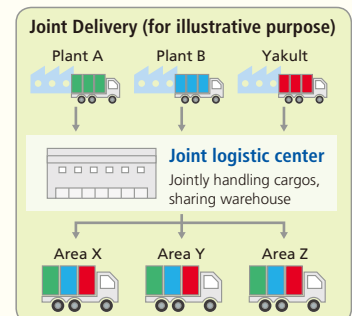 Joint Delivery (for illustrative purpose)
Plant A Plant B Yakult
Joint logistic center
Jointly handling cargos,
sharing warehouse
Area X Area Y Area Z